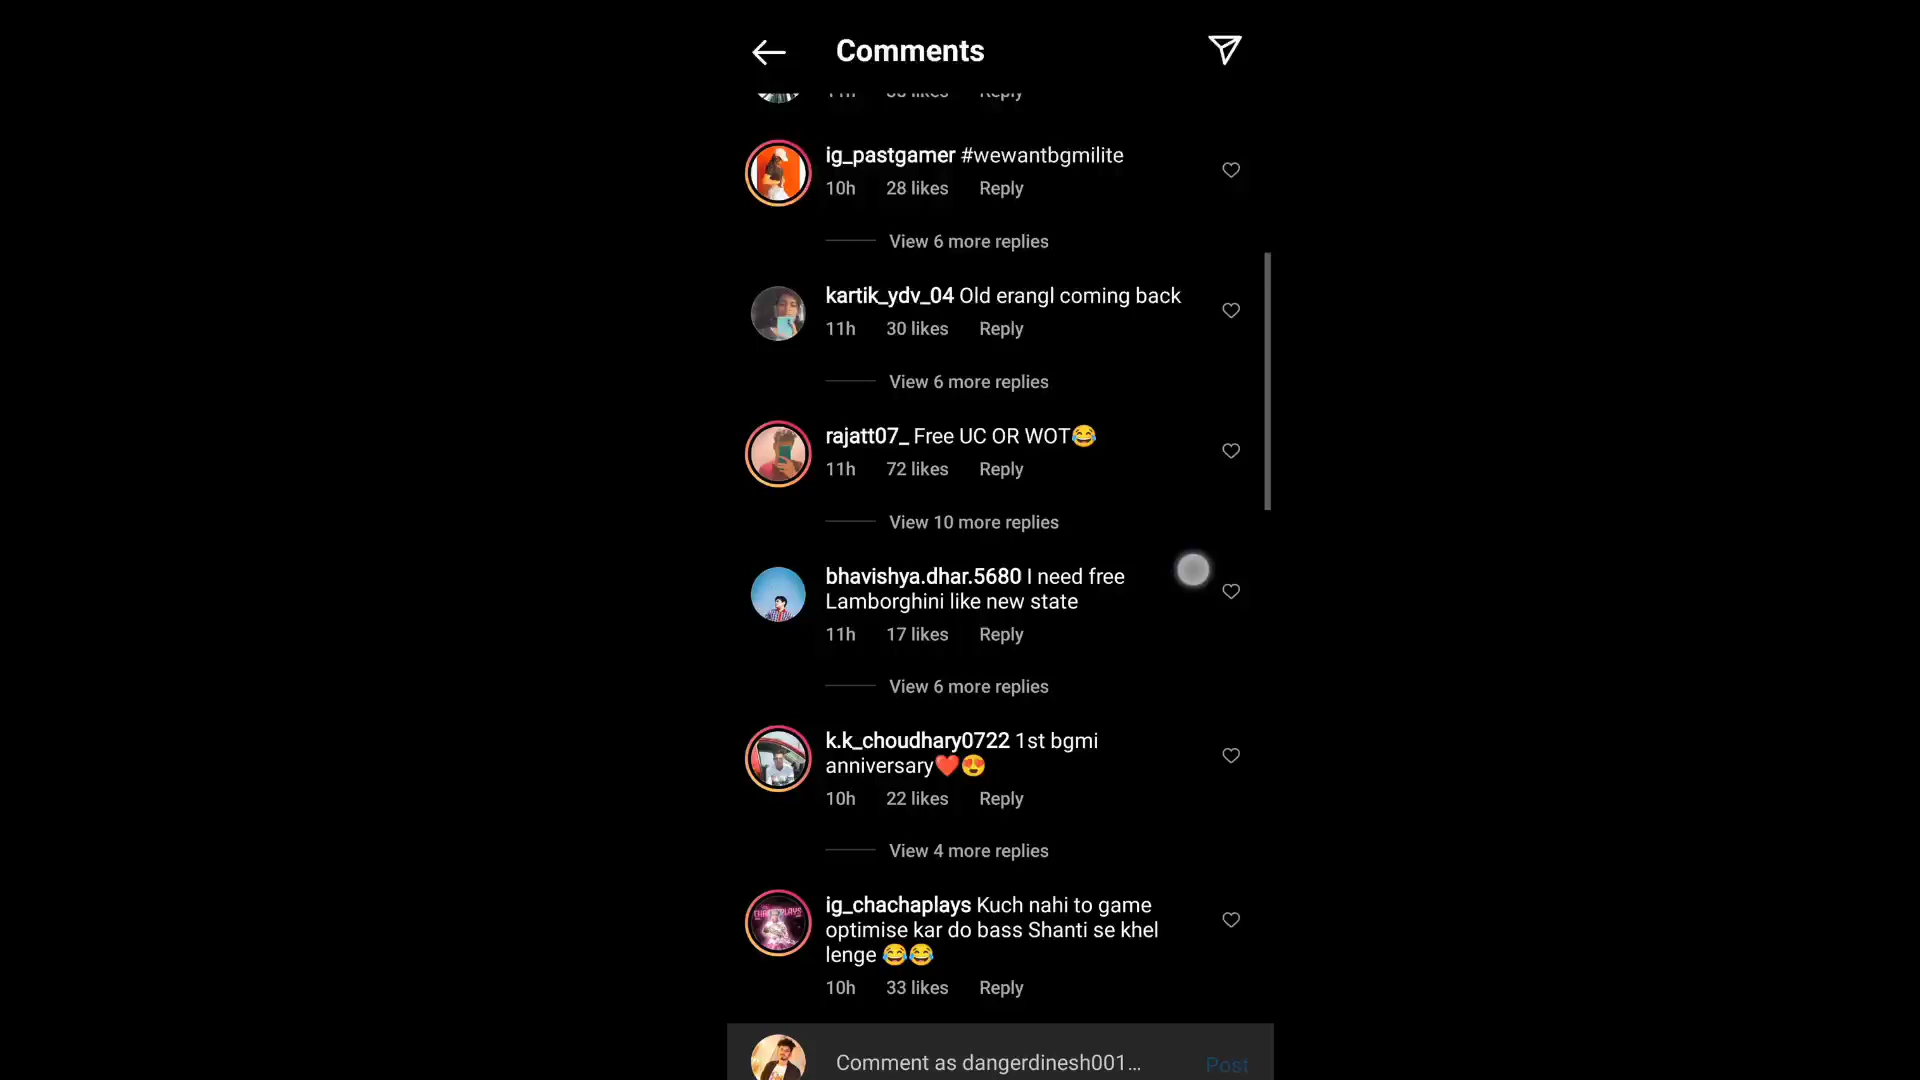 Comments
ig_pastgamer #wewantbgmilite
10h 28 likes Reply
View 6 more replies
kartik_ydv_04 Old erangl coming back
11h 30 likes Reply
View 6 more replies
rajatt07_ Free UC OR WOT😂
11h 72 likes Reply
View 10 more replies
bhavishya.dhar.5680 I need free
Lamborghini like new state
11h 17 likes Reply
View 6 more replies
k.k_choudhary0722 1st bgmi
anniversary❤️😍
10h 22 likes Reply
View 4 more replies
ig_chachaplays Kuch nahi to game
optimise kar do bass Shanti se khel
lenge 😂😂
10h 33 likes Reply
Comment as dangerdinesh001... Post